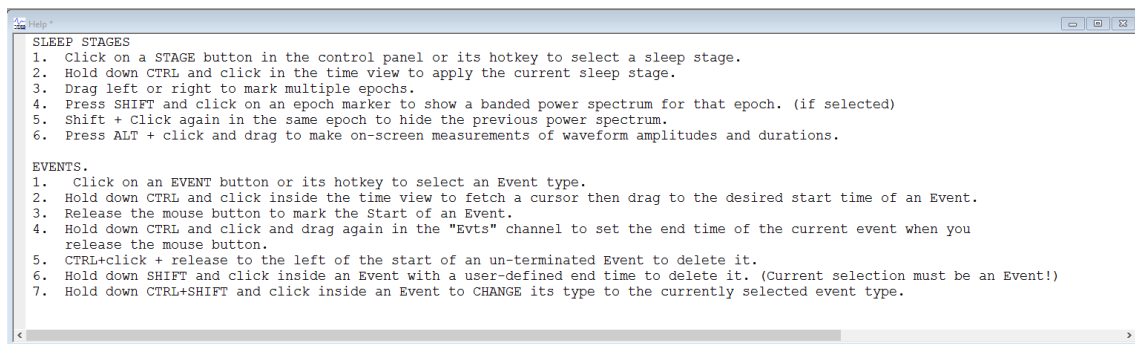 Help *
SLEEP STAGES
1.  Click on a STAGE button in the control panel or its hotkey to select a sleep stage.
2.  Hold down CTRL and click in the time view to apply the current sleep stage.
3.  Drag left or right to mark multiple epochs.
4.  Press SHIFT and click on an epoch marker to show a banded power spectrum for that epoch. (if selected)
5.  Shift + Click again in the same epoch to hide the previous power spectrum.
6.  Press ALT + click and drag to make on-screen measurements of waveform amplitudes and durations.
EVENTS.
1.   Click on an EVENT button or its hotkey to select an Event type.
2.  Hold down CTRL and click inside the time view to fetch a cursor then drag to the desired start time of an Event.
3.  Release the mouse button to mark the Start of an Event.
4.  Hold down CTRL and click and drag again in the "Evts" channel to set the end time of the current event when you
    release the mouse button.
5.  CTRL+click + release to the left of the start of an un-terminated Event to delete it.
6.  Hold down SHIFT and click inside an Event with a user-defined end time to delete it. (Current selection must be an Event!)
7.  Hold down CTRL+SHIFT and click inside an Event to CHANGE its type to the currently selected event type.